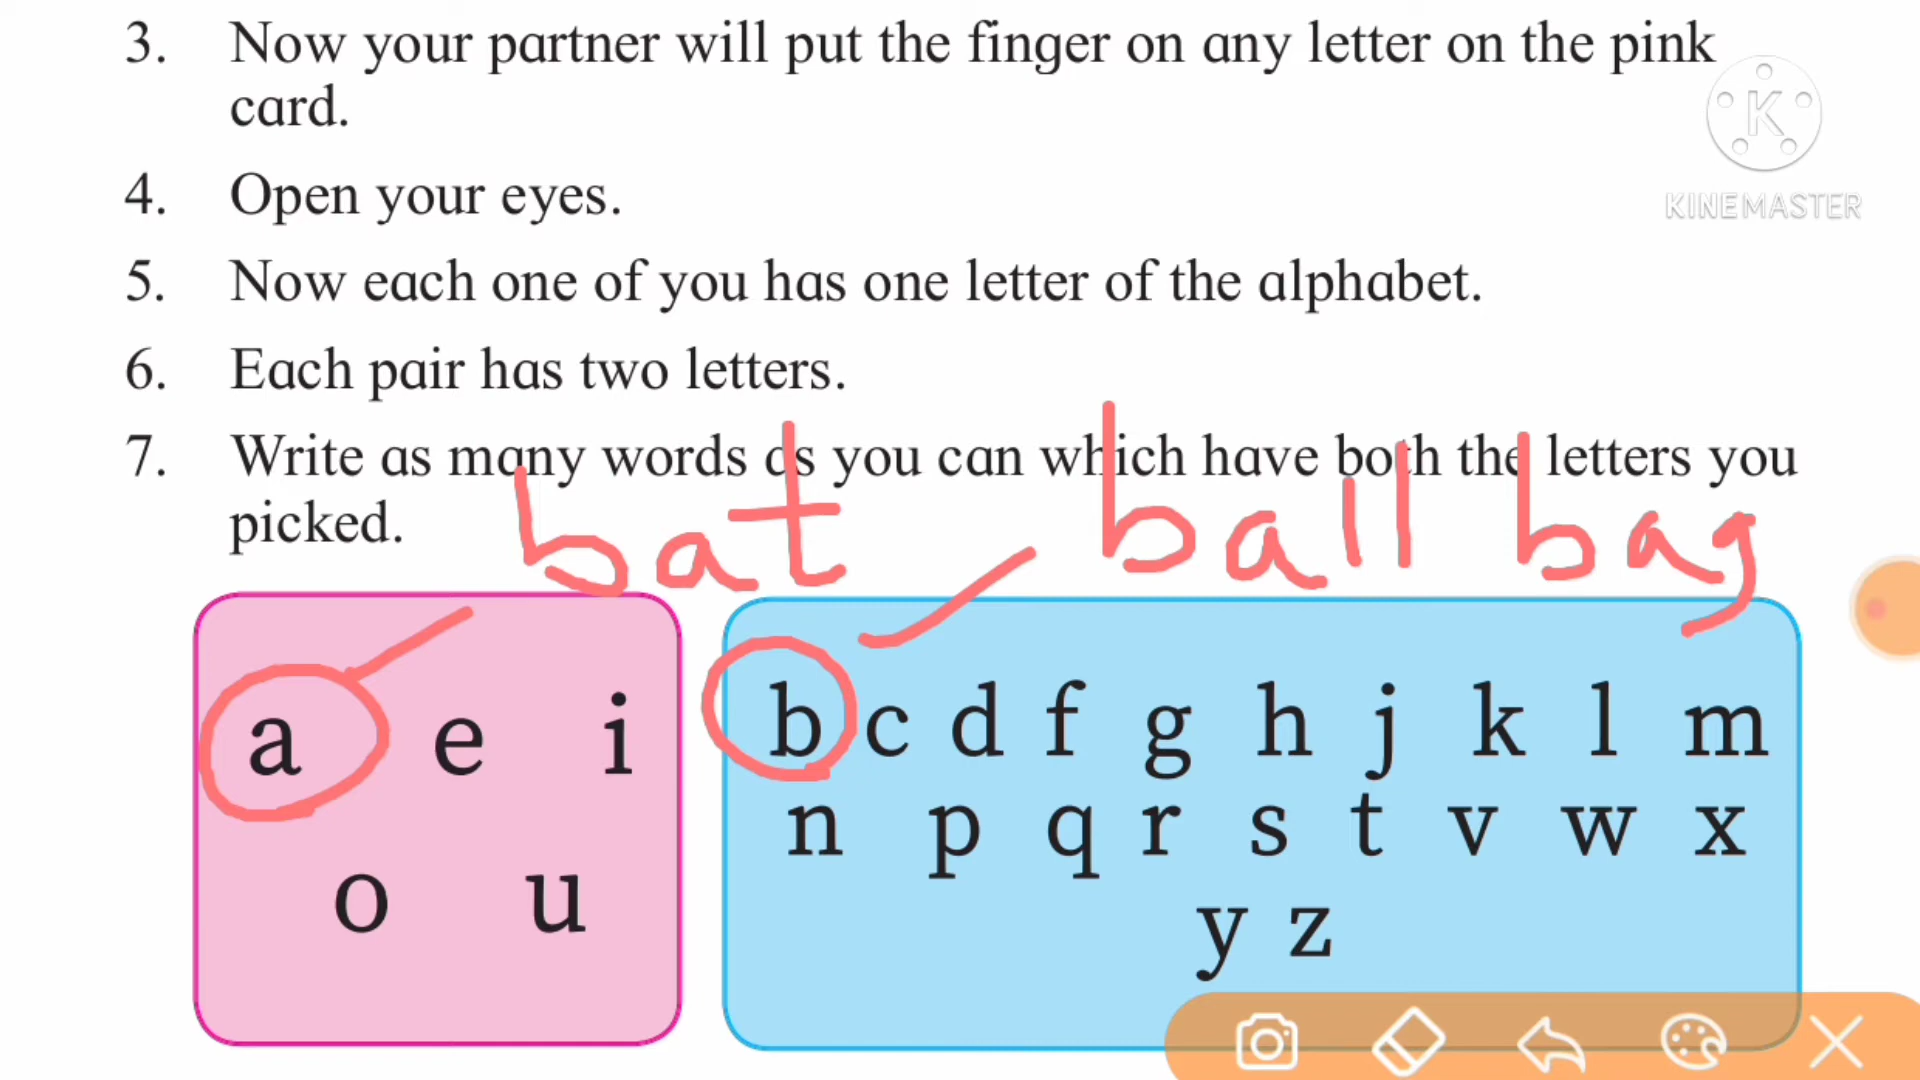 3. Now your partner will put the finger on any letter on the pink
card.
K
KINEMASTER
4. Open your eyes.
5. Now each one of you has one letter of the alphabet.
6. Each pair has two letters.
7. Write as many words as you can which have both the letters you
picked.
bat ball bag
a e i
o u
b c d f g h j k l m
n p q r s t v w x
y z